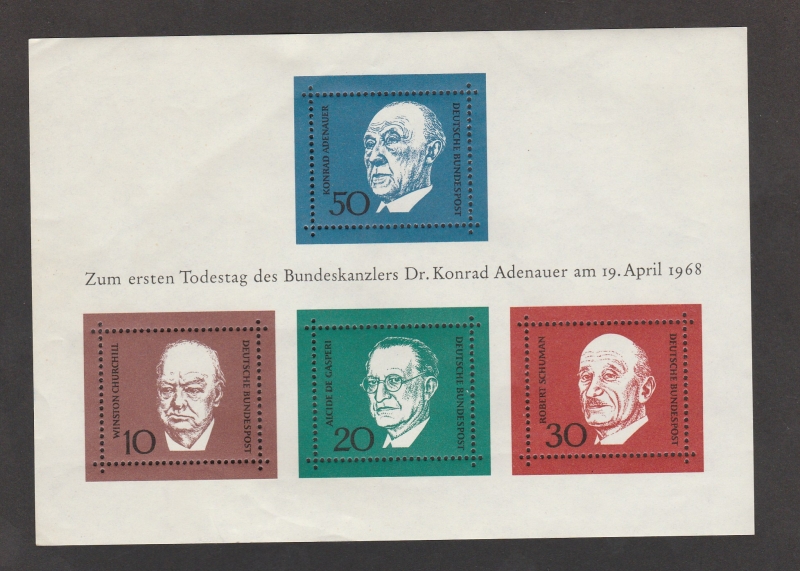 KONRAD ADENAUER
50
DEUTSCHE BUNDESPOST
Zum ersten Todestag des Bundeskanzlers Dr. Konrad Adenauer am 19. April 1968
WINSTON CHURCHILL
10
DEUTSCHE BUNDESPOST
ALCIDE DE GASPERI
20
DEUTSCHE BUNDESPOST
ROBERT SCHUMAN
30
DEUTSCHE BUNDESPOST